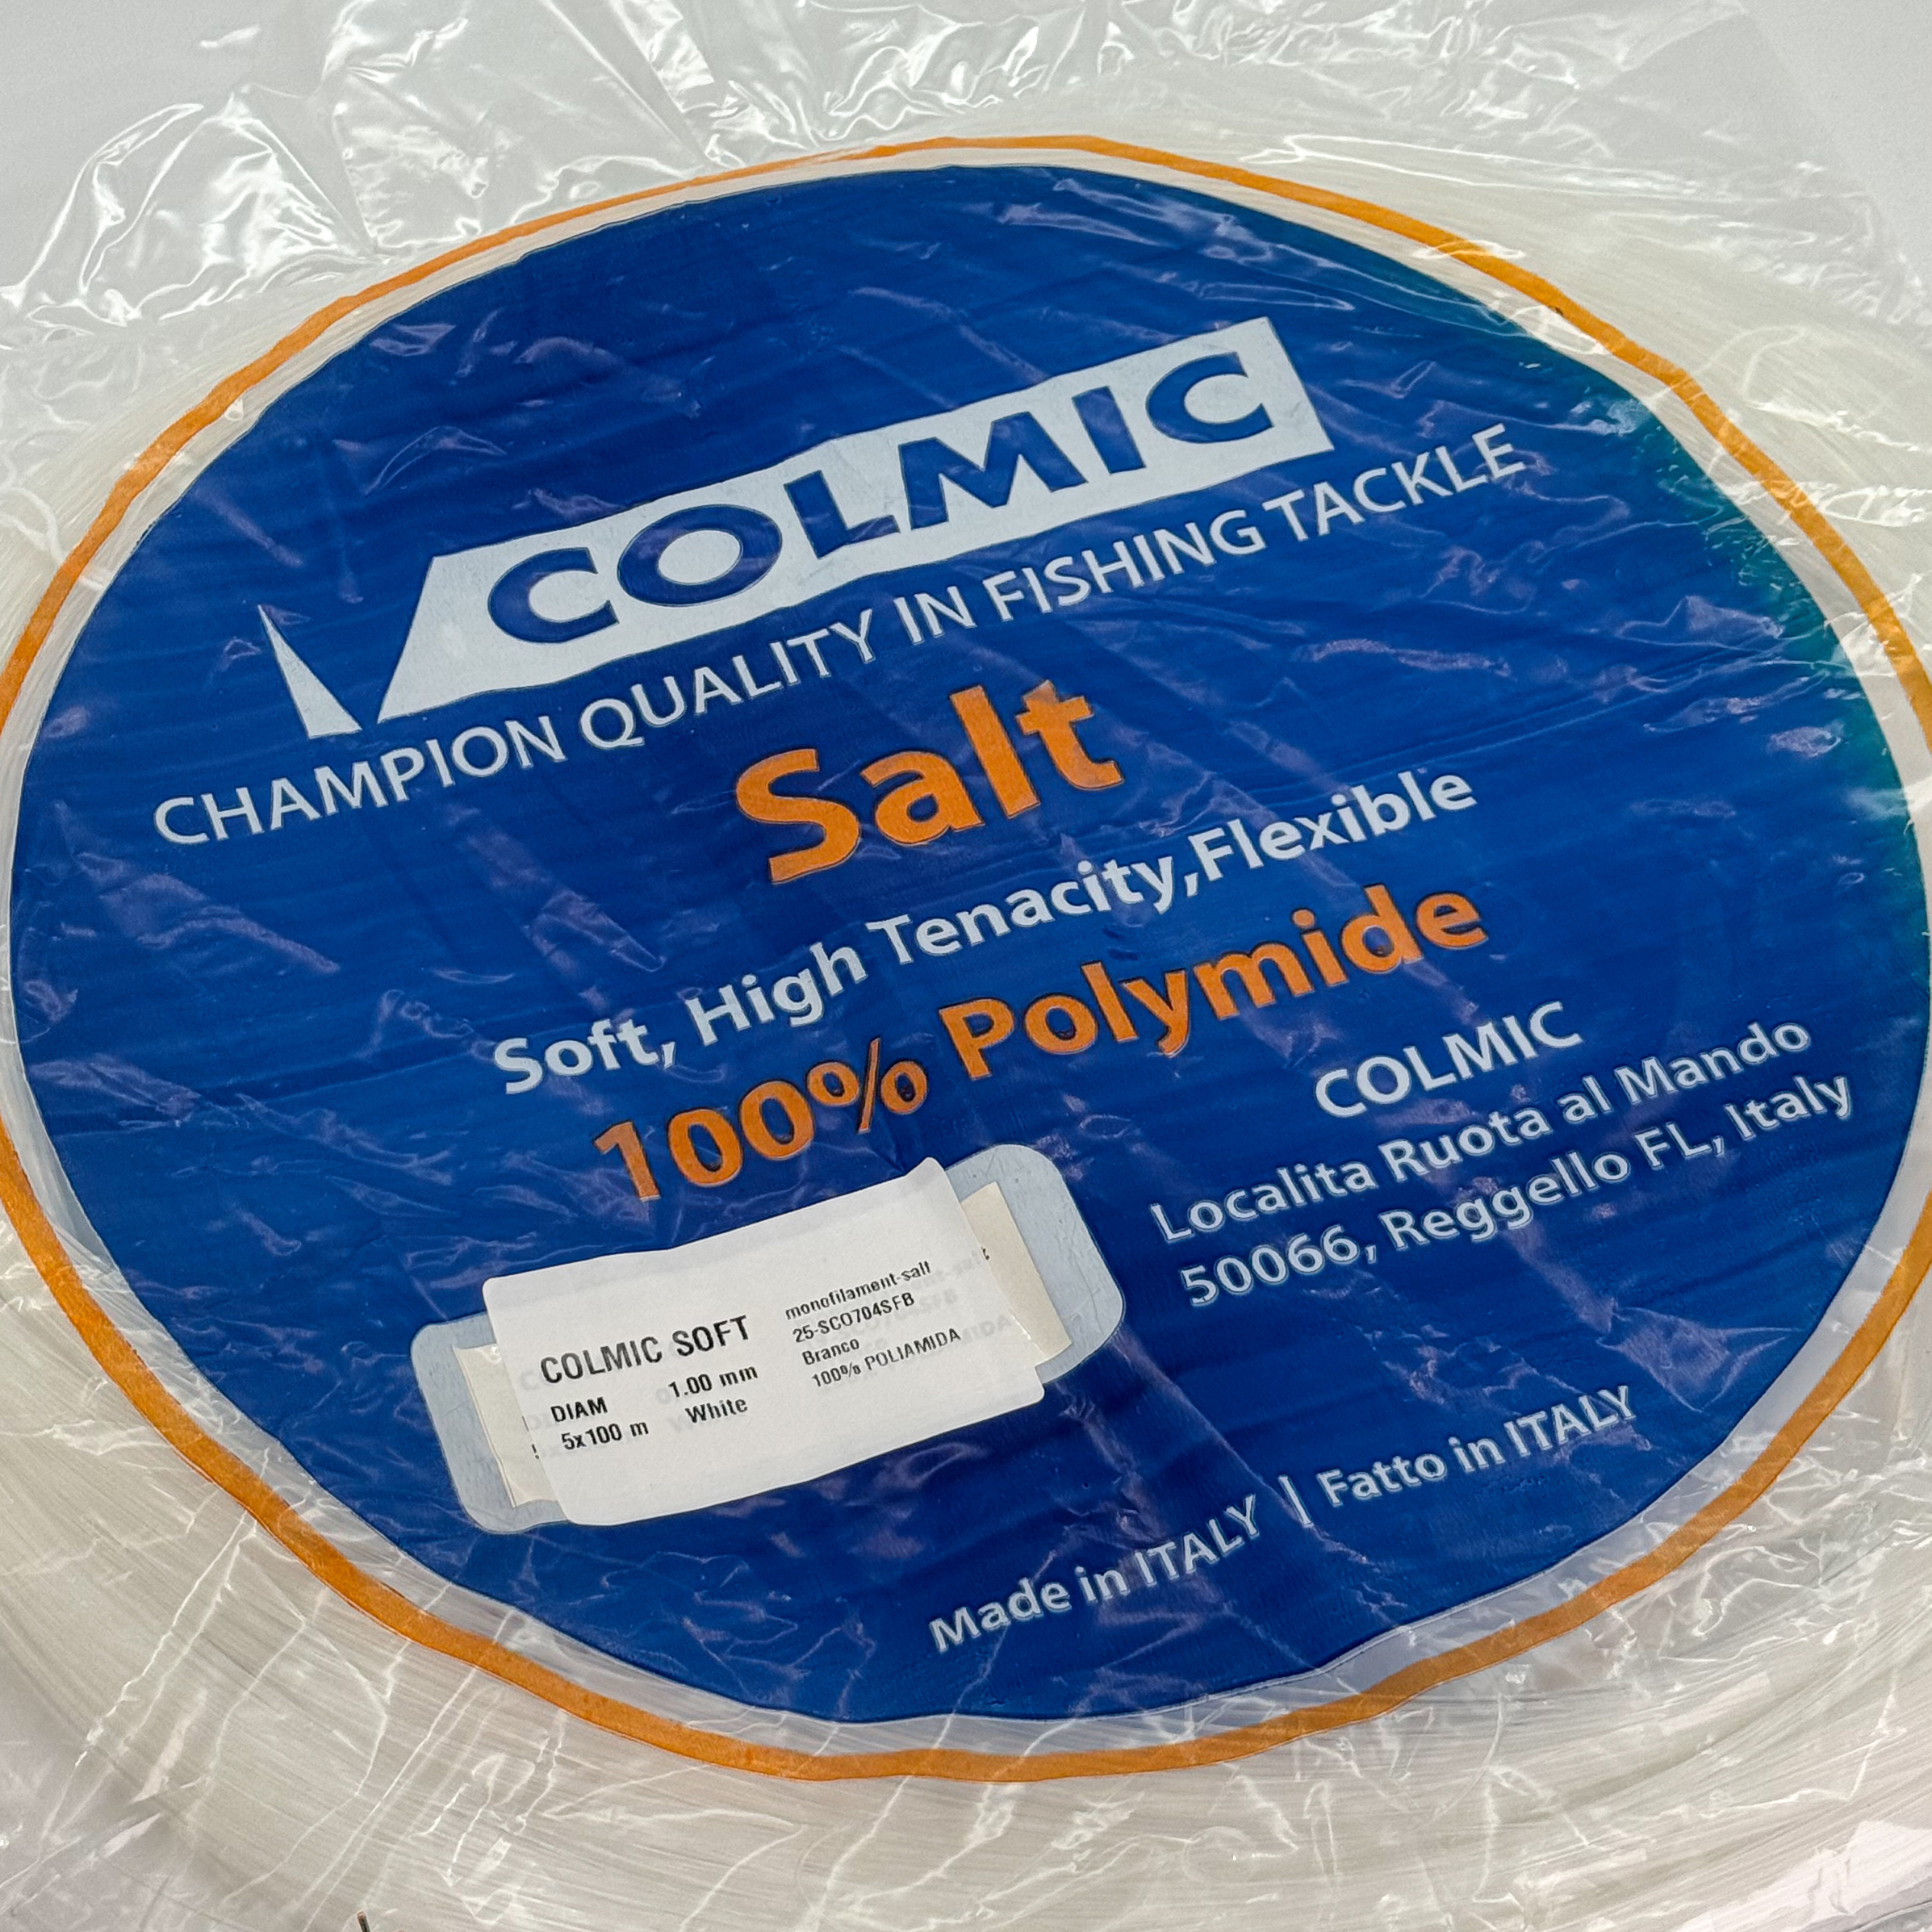 COLMIC
CHAMPION QUALITY IN FISHING TACKLE
Salt
Soft, High Tenacity,Flexible
100% Polymide
COLMIC
Localita Ruota al Mando
50066, Reggello FL, Italy
COLMIC SOFT
DIAM 1.00 mm
5x100 m White
monofilament-salt
25-SCO704SFB
Branco
100% POLIAMIDA
Made in ITALY | Fatto in ITALY